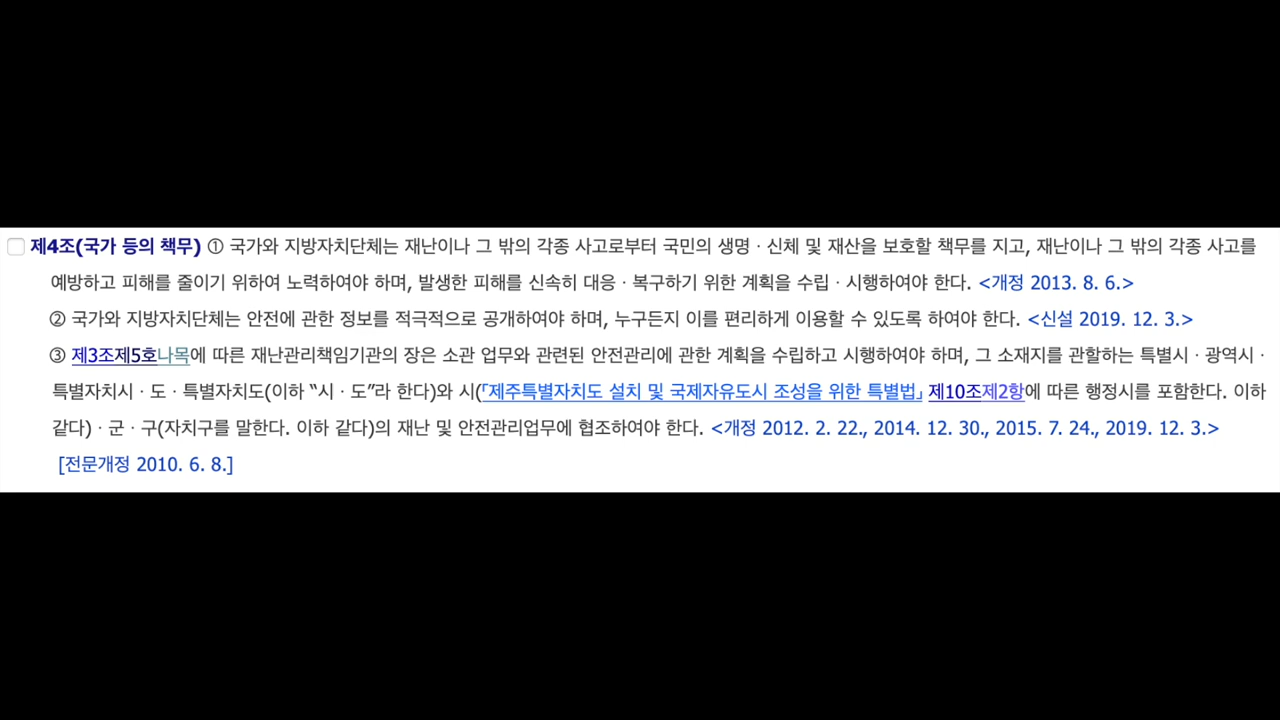 제4조(국가 등의 책무) ① 국가와 지방자치단체는 재난이나 그 밖의 각종 사고로부터 국민의 생명ㆍ신체 및 재산을 보호할 책무를 지고, 재난이나 그 밖의 각종 사고를
예방하고 피해를 줄이기 위하여 노력하여야 하며, 발생한 피해를 신속히 대응ㆍ복구하기 위한 계획을 수립ㆍ시행하여야 한다. <개정 2013. 8. 6.>
② 국가와 지방자치단체는 안전에 관한 정보를 적극적으로 공개하여야 하며, 누구든지 이를 편리하게 이용할 수 있도록 하여야 한다. <신설 2019. 12. 3.>
③ 제3조제5호나목에 따른 재난관리책임기관의 장은 소관 업무와 관련된 안전관리에 관한 계획을 수립하고 시행하여야 하며, 그 소재지를 관할하는 특별시ㆍ광역시ㆍ
특별자치시ㆍ도ㆍ특별자치도(이하 “시ㆍ도”라 한다)와 시(「제주특별자치도 설치 및 국제자유도시 조성을 위한 특별법」 제10조제2항에 따른 행정시를 포함한다. 이하
같다)ㆍ군ㆍ구(자치구를 말한다. 이하 같다)의 재난 및 안전관리업무에 협조하여야 한다. <개정 2012. 2. 22., 2014. 12. 30., 2015. 7. 24., 2019. 12. 3.>
[전문개정 2010. 6. 8.]